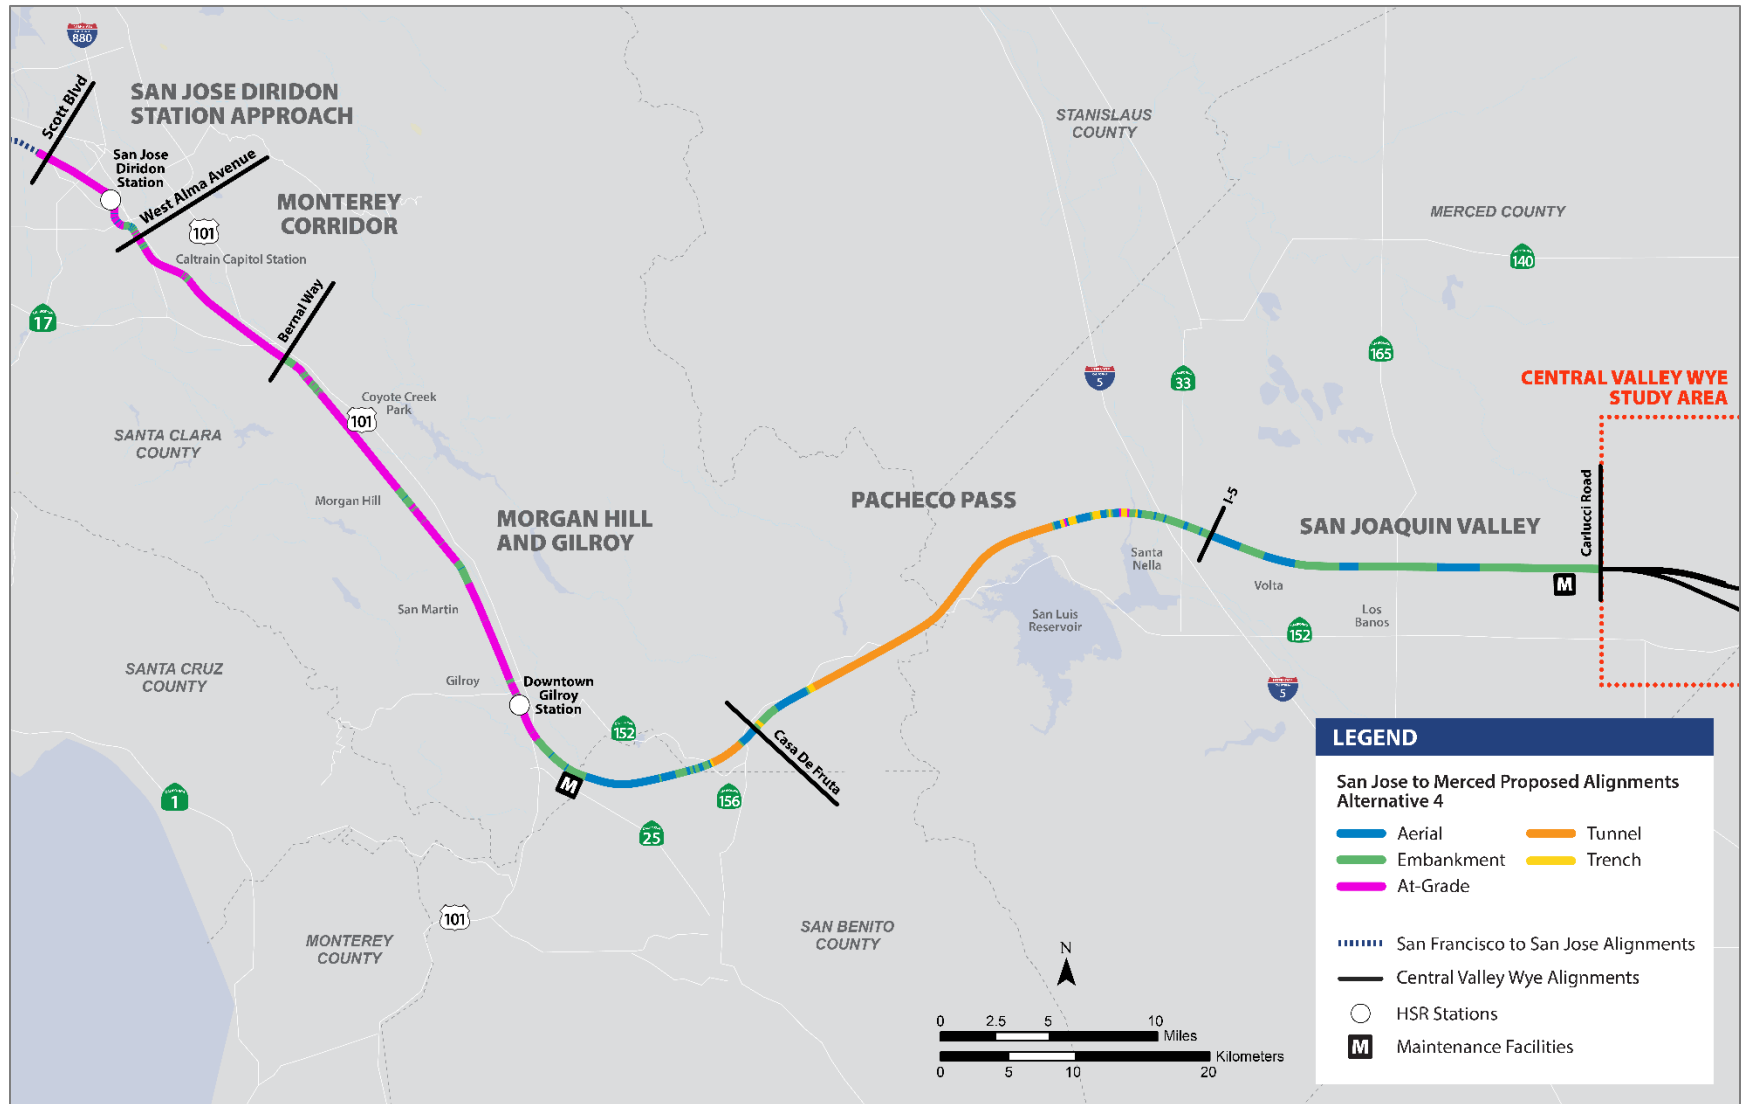 880
SAN JOSE DIRIDON
STATION APPROACH
Scott Blvd
San Jose
Diridon
Station
West Alma Avenue
MONTEREY
CORRIDOR
101
Caltrain Capitol Station
17
Bernal Way
Coyote Creek
Park
101
SANTA CLARA
COUNTY
Morgan Hill
MORGAN HILL
AND GILROY
San Martin
SANTA CRUZ
COUNTY
Gilroy
Downtown
Gilroy
Station
152
M
1
25
156
Casa De Fruta
101
MONTEREY
COUNTY
SAN BENITO
COUNTY
PACHECO PASS
STANISLAUS
COUNTY
MERCED COUNTY
140
165
5
33
I-5
Santa
Nella
San Luis
Reservoir
Volta
SAN JOAQUIN VALLEY
Los
Banos
152
5
M
Carlucci Road
CENTRAL VALLEY WYE
STUDY AREA
N
0 2.5 5 10
Miles
Kilometers
0 5 10 20
LEGEND
San Jose to Merced Proposed Alignments
Alternative 4
Aerial
Tunnel
Embankment
Trench
At-Grade
San Francisco to San Jose Alignments
Central Valley Wye Alignments
HSR Stations
M
Maintenance Facilities